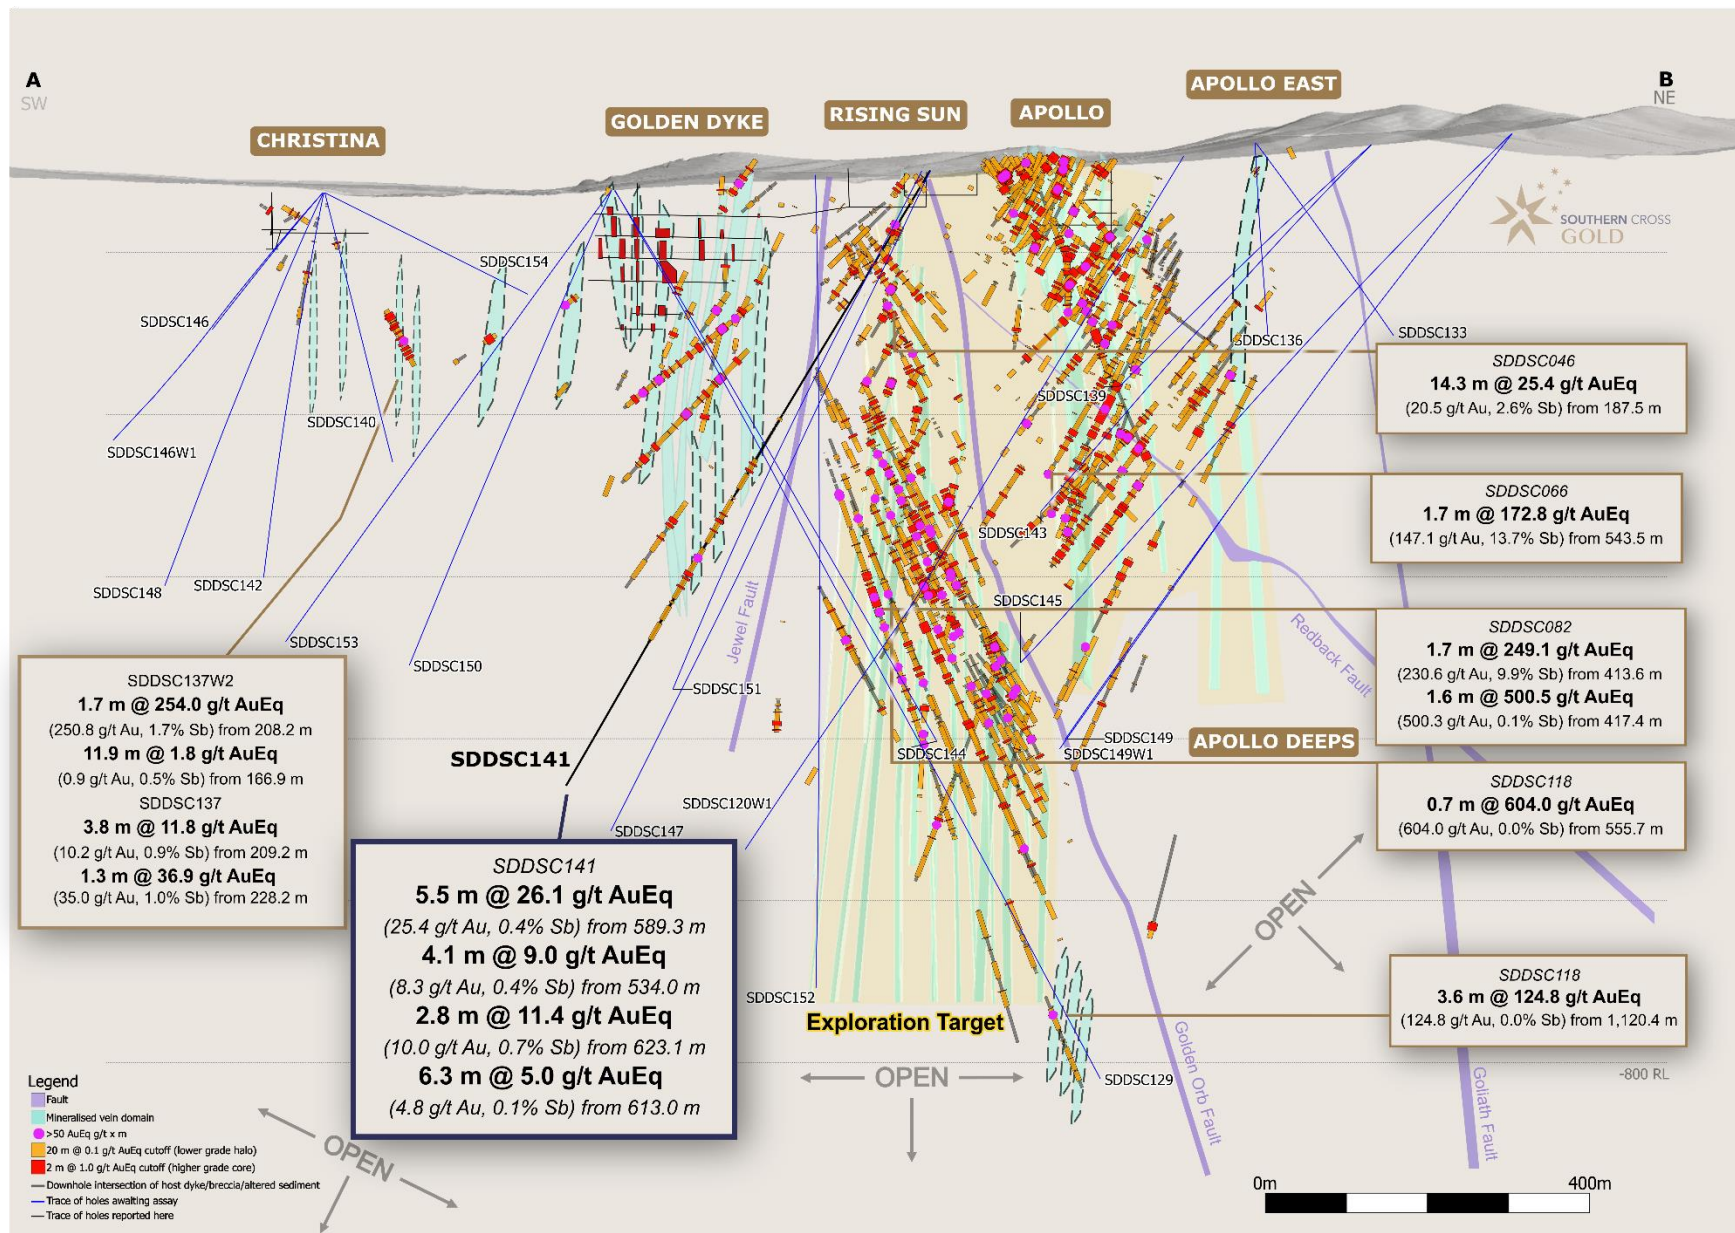 A
SW
B
NE
CHRISTINA
GOLDEN DYKE
RISING SUN
APOLLO
APOLLO EAST
SOUTHERN CROSS
GOLD
SDDSC154
SDDSC146
SDDSC140
SDDSC146W1
SDDSC148
SDDSC142
SDDSC153
SDDSC150
SDDSC151
SDDSC141
SDDSC120W1
SDDSC147
SDDSC152
SDDSC144
SDDSC145
SDDSC143
SDDSC139
SDDSC136
SDDSC133
SDDSC149
SDDSC149W1
SDDSC129
APOLLO DEEPS
Jewel Fault
Redback Fault
Golden Orb Fault
Goliath Fault
SDDSC046
14.3 m @ 25.4 g/t AuEq
(20.5 g/t Au, 2.6% Sb) from 187.5 m
SDDSC066
1.7 m @ 172.8 g/t AuEq
(147.1 g/t Au, 13.7% Sb) from 543.5 m
SDDSC082
1.7 m @ 249.1 g/t AuEq
(230.6 g/t Au, 9.9% Sb) from 413.6 m
1.6 m @ 500.5 g/t AuEq
(500.3 g/t Au, 0.1% Sb) from 417.4 m
SDDSC118
0.7 m @ 604.0 g/t AuEq
(604.0 g/t Au, 0.0% Sb) from 555.7 m
SDDSC118
3.6 m @ 124.8 g/t AuEq
(124.8 g/t Au, 0.0% Sb) from 1,120.4 m
SDDSC137W2
1.7 m @ 254.0 g/t AuEq
(250.8 g/t Au, 1.7% Sb) from 208.2 m
11.9 m @ 1.8 g/t AuEq
(0.9 g/t Au, 0.5% Sb) from 166.9 m
SDDSC137
3.8 m @ 11.8 g/t AuEq
(10.2 g/t Au, 0.9% Sb) from 209.2 m
1.3 m @ 36.9 g/t AuEq
(35.0 g/t Au, 1.0% Sb) from 228.2 m
SDDSC141
5.5 m @ 26.1 g/t AuEq
(25.4 g/t Au, 0.4% Sb) from 589.3 m
4.1 m @ 9.0 g/t AuEq
(8.3 g/t Au, 0.4% Sb) from 534.0 m
2.8 m @ 11.4 g/t AuEq
(10.0 g/t Au, 0.7% Sb) from 623.1 m
6.3 m @ 5.0 g/t AuEq
(4.8 g/t Au, 0.1% Sb) from 613.0 m
Exploration Target
OPEN
OPEN
OPEN
-800 RL
Legend
Fault
Mineralised vein domain
>50 AuEq g/t x m
20 m @ 0.1 g/t AuEq cutoff (lower grade halo)
2 m @ 1.0 g/t AuEq cutoff (higher grade core)
Downhole intersection of host dyke/breccia/altered sediment
Trace of holes awaiting assay
Trace of holes reported here
0m
400m